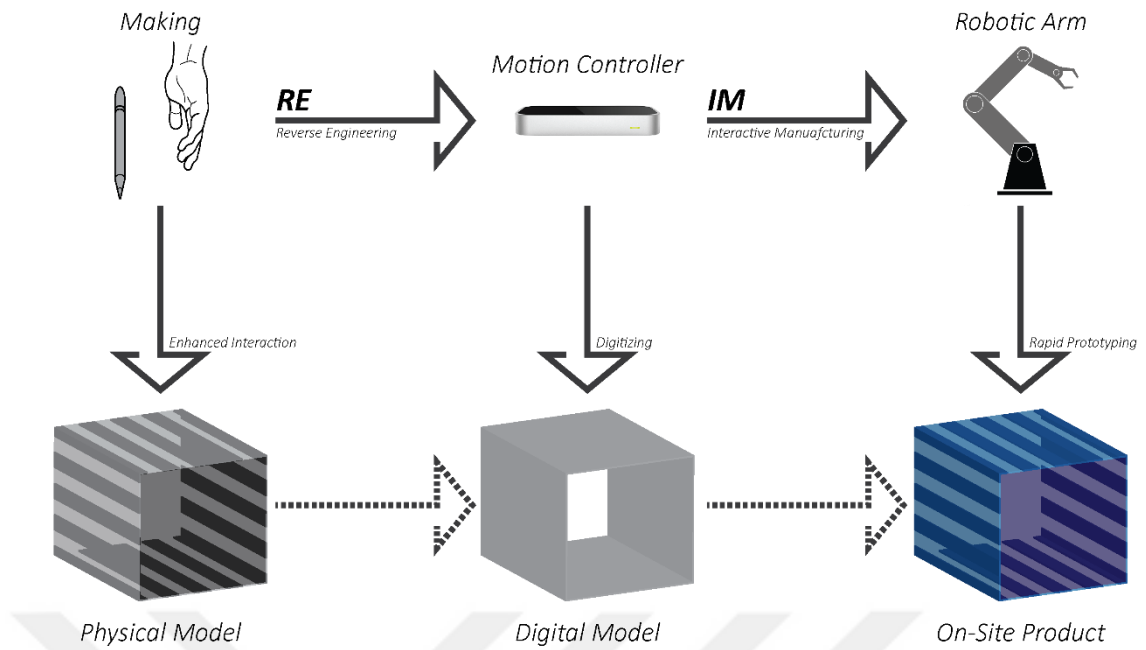 Making
Motion Controller
Robotic Arm
RE
Reverse Engineering
IM
Interactive Manuafcturing
Enhanced Interaction
Digitizing
Rapid Prototyping
Physical Model
Digital Model
On-Site Product